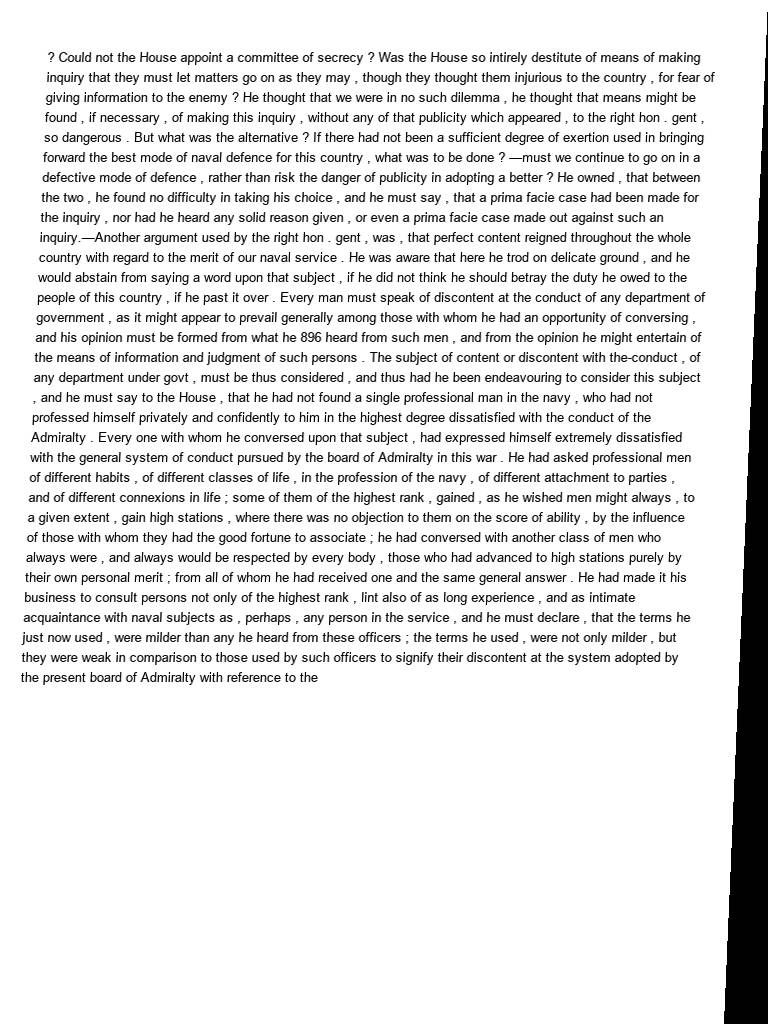 ? Could not the House appoint a committee of secrecy ? Was the House so intirely destitute of means of making
inquiry that they must let matters go on as they may , though they thought them injurious to the country , for fear of
giving information to the enemy ? He thought that we were in no such dilemma , he thought that means might be
found , if necessary , of making this inquiry , without any of that publicity which appeared , to the right hon . gent ,
so dangerous . But what was the alternative ? If there had not been a sufficient degree of exertion used in bringing
forward the best mode of naval defence for this country , what was to be done ? —must we continue to go on in a
defective mode of defence , rather than risk the danger of publicity in adopting a better ? He owned , that between
the two , he found no difficulty in taking his choice , and he must say , that a prima facie case had been made for
the inquiry , nor had he heard any solid reason given , or even a prima facie case made out against such an
inquiry.—Another argument used by the right hon . gent , was , that perfect content reigned throughout the whole
country with regard to the merit of our naval service . He was aware that here he trod on delicate ground , and he
would abstain from saying a word upon that subject , if he did not think he should betray the duty he owed to the
people of this country , if he past it over . Every man must speak of discontent at the conduct of any department of
government , as it might appear to prevail generally among those with whom he had an opportunity of conversing ,
and his opinion must be formed from what he 896 heard from such men , and from the opinion he might entertain of
the means of information and judgment of such persons . The subject of content or discontent with the-conduct , of
any department under govt , must be thus considered , and thus had he been endeavouring to consider this subject
, and he must say to the House , that he had not found a single professional man in the navy , who had not
professed himself privately and confidently to him in the highest degree dissatisfied with the conduct of the
Admiralty . Every one with whom he conversed upon that subject , had expressed himself extremely dissatisfied
with the general system of conduct pursued by the board of Admiralty in this war . He had asked professional men
of different habits , of different classes of life , in the profession of the navy , of different attachment to parties ,
and of different connexions in life ; some of them of the highest rank , gained , as he wished men might always , to
a given extent , gain high stations , where there was no objection to them on the score of ability , by the influence
of those with whom they had the good fortune to associate ; he had conversed with another class of men who
always were , and always would be respected by every body , those who had advanced to high stations purely by
their own personal merit ; from all of whom he had received one and the same general answer . He had made it his
business to consult persons not only of the highest rank , lint also of as long experience , and as intimate
acquaintance with naval subjects as , perhaps , any person in the service , and he must declare , that the terms he
just now used , were milder than any he heard from these officers ; the terms he used , were not only milder , but
they were weak in comparison to those used by such officers to signify their discontent at the system adopted by
the present board of Admiralty with reference to the